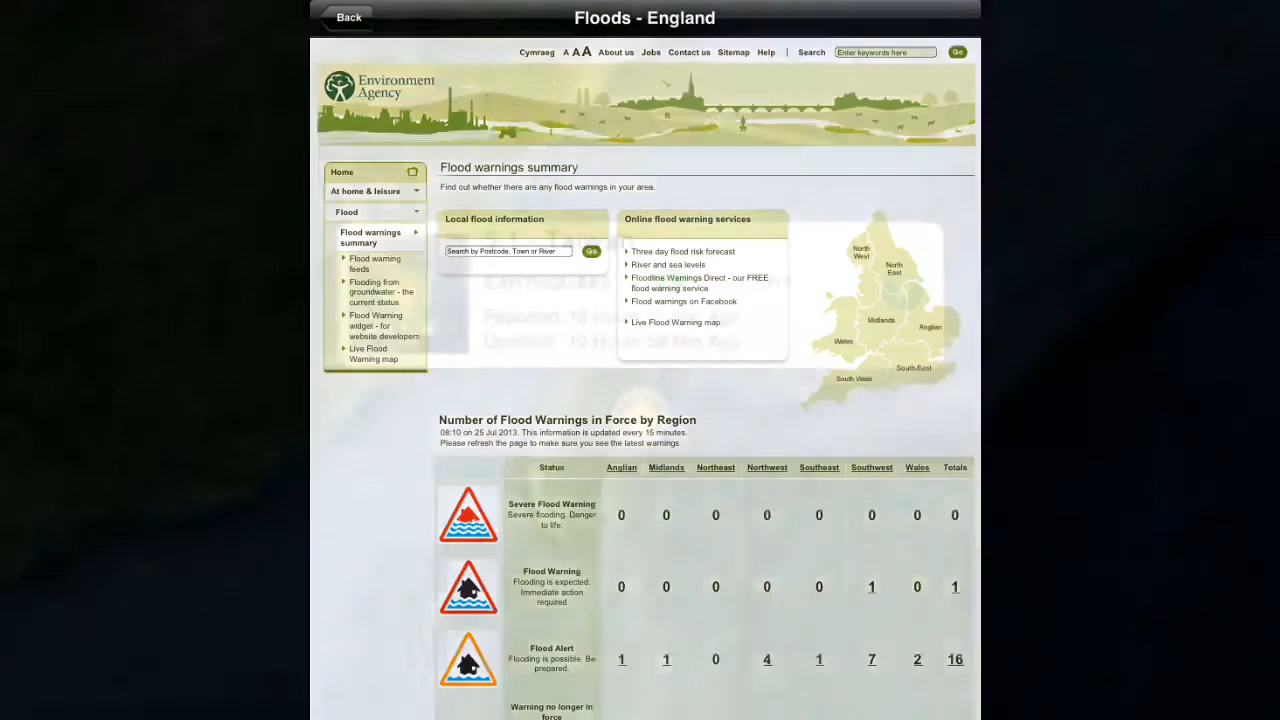 Back
Floods - England
Cymraeg A A A About us Jobs Contact us Sitemap Help | Search Enter keywords here Go
Environment
Agency
Home
At home & leisure
Flood
Flood warnings
summary
Flood warning
feeds
Flooding from
groundwater - the
current status
Flood Warning
widget - for
website developers
Live Flood
Warning map
Flood warnings summary
Find out whether there are any flood warnings in your area.
Local flood information
Search by Postcode, Town or River Go
Online flood warning services
Three day flood risk forecast
River and sea levels
Floodline Warnings Direct - our FREE
flood warning service
Flood warnings on Facebook
Live Flood Warning map
North
West
North
East
Midlands
Anglian
Wales
South East
South West
Number of Flood Warnings in Force by Region
08:10 on 25 Jul 2013. This information is updated every 15 minutes.
Please refresh the page to make sure you see the latest warnings
Status Anglian Midlands Northeast Northwest Southeast Southwest Wales Totals
Severe Flood Warning
Severe flooding. Danger
to life.
0 0 0 0 0 0 0 0
Flood Warning
Flooding is expected.
Immediate action
required
0 0 0 0 0 1 0 1
Flood Alert
Flooding is possible. Be
prepared.
1 1 0 4 1 7 2 16
Warning no longer in
force